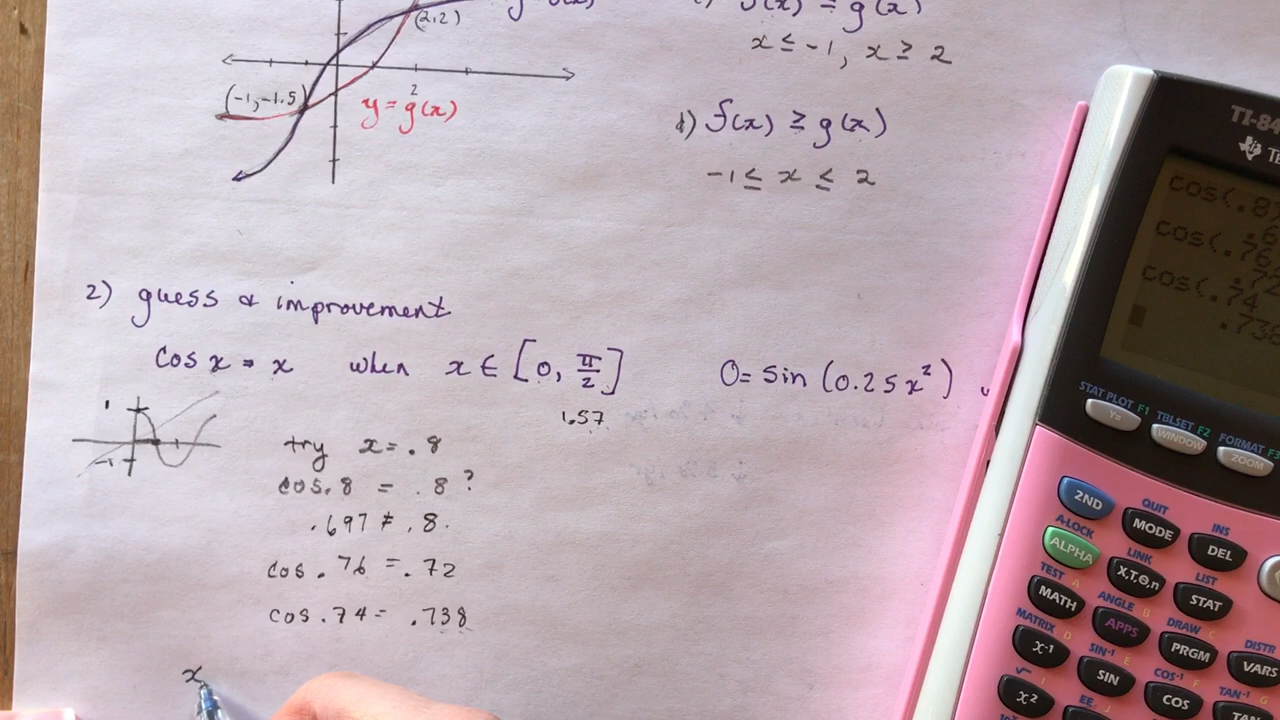 (2,2)
x ≤ -1, x ≥ 2
(-1,-1.5)
2
y = g(x)
d) f(x) ≥ g(x)
-1 ≤ x ≤ 2
2) guess & improvement
cos x = x when x ∈ [0, π/2]
1.57
0 = sin (0.25x²)
1
-1
try x = .8
cos .8 = .8 ?
.697 ≠ .8.
cos .76 = .72
cos .74 = .738
x
TI-84
cos(.8
cos(.76
.72
cos(.74
.738
STAT PLOT F1 TBLSET F2 FORMAT F3
Y= WINDOW ZOOM
QUIT INS
2ND MODE DEL
A-LOCK LINK LIST
ALPHA X,T,Θ,n STAT
TEST A ANGLE B DRAW C DISTR
MATH APPS PRGM VARS
MATRIX D SIN⁻¹ E COS⁻¹ F TAN⁻¹ G
x⁻¹ SIN COS TAN
√ I EE J
x²